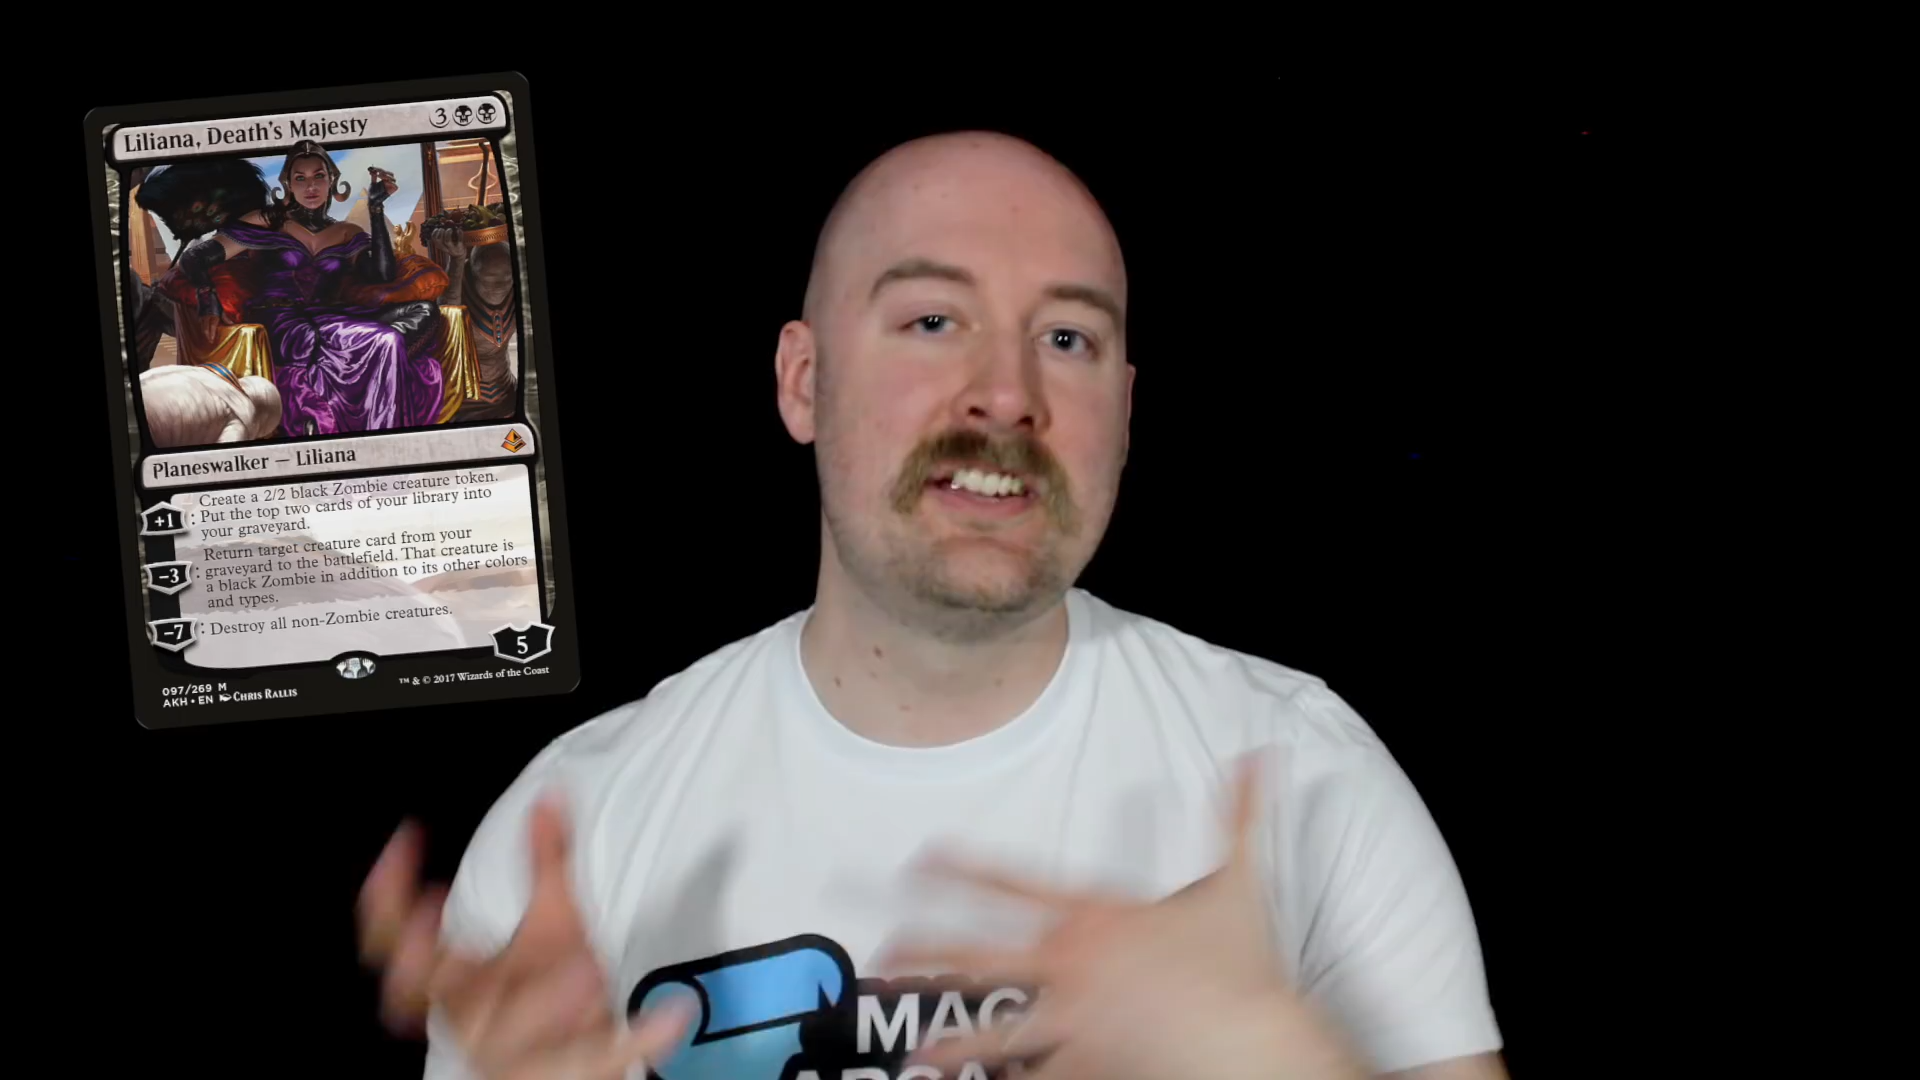 Liliana, Death's Majesty 3
Planeswalker — Liliana
Create a 2/2 black Zombie creature token.
+1 : Put the top two cards of your library into
your graveyard.
Return target creature card from your
−3 : graveyard to the battlefield. That creature is
a black Zombie in addition to its other colors
and types.
−7 : Destroy all non-Zombie creatures.
5
097/269 M
AKH • EN Chris Rallis
™ & © 2017 Wizards of the Coast